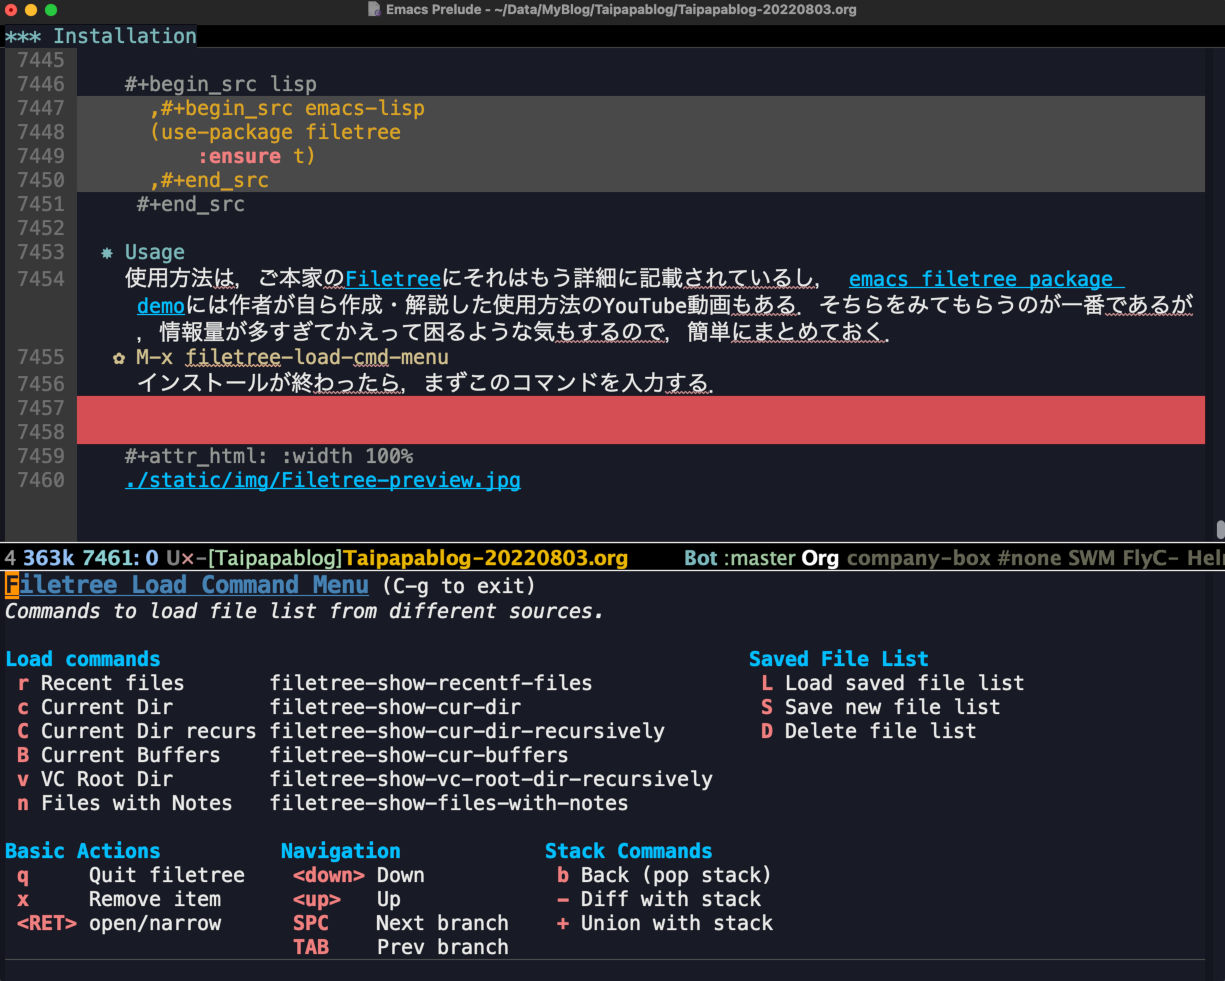 Emacs Prelude - ~/Data/MyBlog/Taipapablog/Taipapablog-20220803.org
*** Installation
7445
7446 #+begin_src lisp
7447 ,#+begin_src emacs-lisp
7448 (use-package filetree
7449 :ensure t)
7450 ,#+end_src
7451 #+end_src
7452
7453 ✸ Usage
7454 使用方法は，ご本家のFiletreeにそれはもう詳細に記載されているし， emacs filetree package
demoには作者が自ら作成・解説した使用方法のYouTube動画もある．そちらをみてもらうのが一番であるが
，情報量が多すぎてかえって困るような気もするので，簡単にまとめておく．
7455 ✿ M-x filetree-load-cmd-menu
7456 インストールが終わったら，まずこのコマンドを入力する．
7457
7458
7459 #+attr_html: :width 100%
7460 ./static/img/Filetree-preview.jpg
4 363k 7461: 0 U×-[Taipapablog]Taipapablog-20220803.org Bot :master Org company-box #none SWM FlyC- Hel
Filetree Load Command Menu (C-g to exit)
Commands to load file list from different sources.
Load commands Saved File List
r Recent files filetree-show-recentf-files L Load saved file list
c Current Dir filetree-show-cur-dir S Save new file list
C Current Dir recurs filetree-show-cur-dir-recursively D Delete file list
B Current Buffers filetree-show-cur-buffers
v VC Root Dir filetree-show-vc-root-dir-recursively
n Files with Notes filetree-show-files-with-notes
Basic Actions Navigation Stack Commands
q Quit filetree <down> Down b Back (pop stack)
x Remove item <up> Up - Diff with stack
<RET> open/narrow SPC Next branch + Union with stack
TAB Prev branch